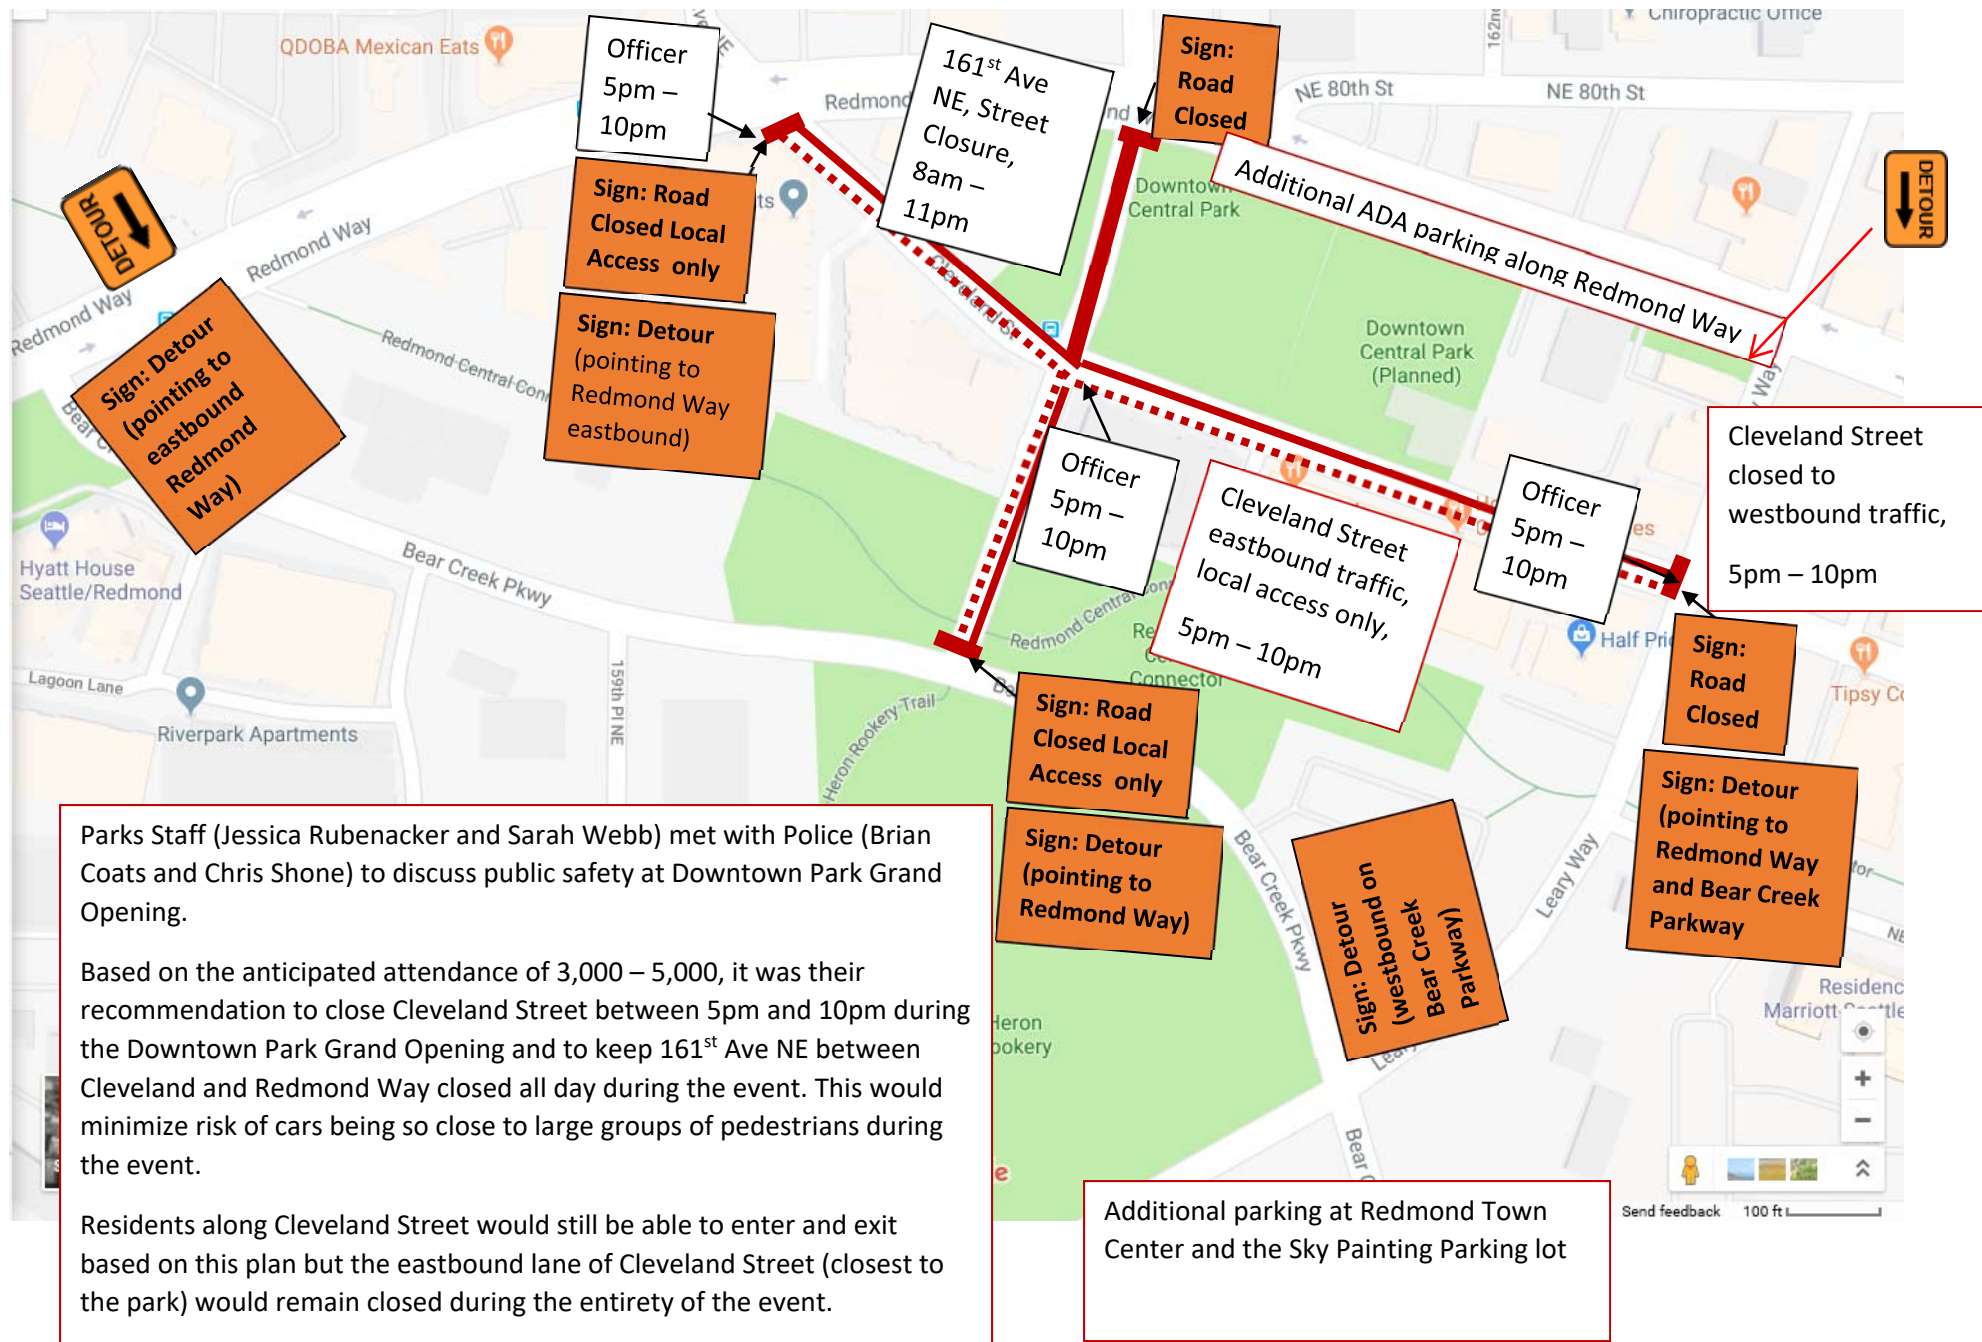 QDOBA Mexican Eats
Officer
5pm –
10pm
161st Ave
NE, Street
Closure,
8am –
11pm
Sign:
Road
Closed
Chiropractic Office
162nd
NE 80th St
NE 80th St
Redmond
DETOUR
DETOUR
Redmond Way
Redmond Way
Sign: Road
Closed Local
Access only
Downtown
Central Park
Additional ADA parking along Redmond Way
Cleveland St
Sign: Detour
(pointing to
eastbound
Redmond
Way)
Sign: Detour
(pointing to
Redmond Way
eastbound)
Redmond-Central-Conn
Downtown
Central Park
(Planned)
Way
Bear C
Cleveland Street
closed to
westbound traffic,
5pm – 10pm
Officer
5pm –
10pm
Cleveland Street
eastbound traffic,
local access only,
5pm – 10pm
Officer
5pm –
10pm
Hyatt House
Seattle/Redmond
Bear Creek Pkwy
Redmond Central Conn
Connector
Half Pri
Sign:
Road
Closed
Tipsy Co
Lagoon Lane
Riverpark Apartments
159th Pl NE
Heron-Rookery Trail
Sign: Road
Closed Local
Access only
Sign: Detour
(pointing to
Redmond Way)
Bear Creek Pkwy
Sign: Detour
(westbound on
Bear Creek
Parkway)
Leary Way
Sign: Detour
(pointing to
Redmond Way
and Bear Creek
Parkway
Parks Staff (Jessica Rubenacker and Sarah Webb) met with Police (Brian
Coats and Chris Shone) to discuss public safety at Downtown Park Grand
Opening.
Based on the anticipated attendance of 3,000 – 5,000, it was their
recommendation to close Cleveland Street between 5pm and 10pm during
the Downtown Park Grand Opening and to keep 161st Ave NE between
Cleveland and Redmond Way closed all day during the event. This would
minimize risk of cars being so close to large groups of pedestrians during
the event.
Residents along Cleveland Street would still be able to enter and exit
based on this plan but the eastbound lane of Cleveland Street (closest to
the park) would remain closed during the entirety of the event.
Heron
Rookery
Residenc
Marriott Seattle
Leary
Bear C
Additional parking at Redmond Town
Center and the Sky Painting Parking lot
Send feedback 100 ft